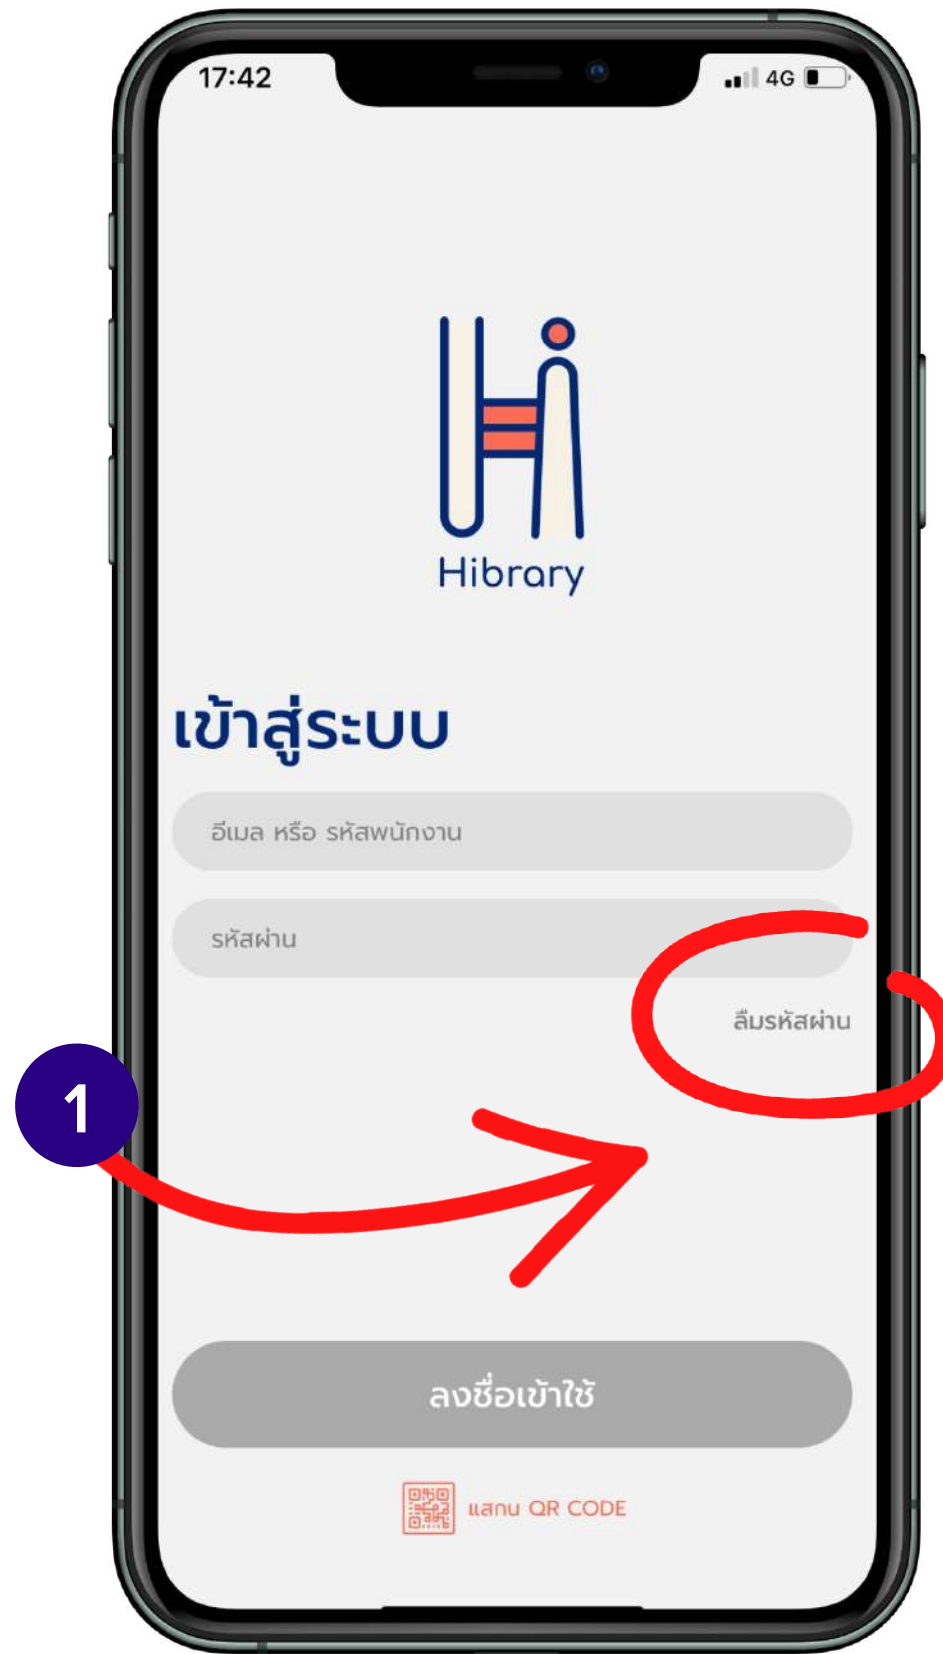 17:42
4G
Hibrary
เข้าสู่ระบบ
อีเมล หรือ รหัสพนักงาน
รหัสผ่าน
ลืมรหัสผ่าน
1
ลงชื่อเข้าใช้
แสกน QR CODE